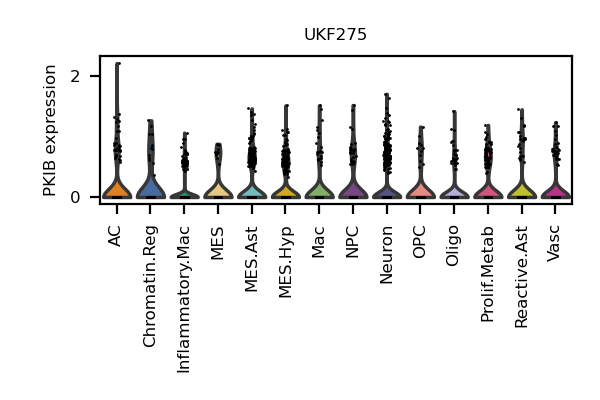 UKF275
PKIB expression
2
0
AC
Chromatin.Reg
Inflammatory.Mac
MES
MES.Ast
MES.Hyp
Mac
NPC
Neuron
OPC
Oligo
Prolif.Metab
Reactive.Ast
Vasc